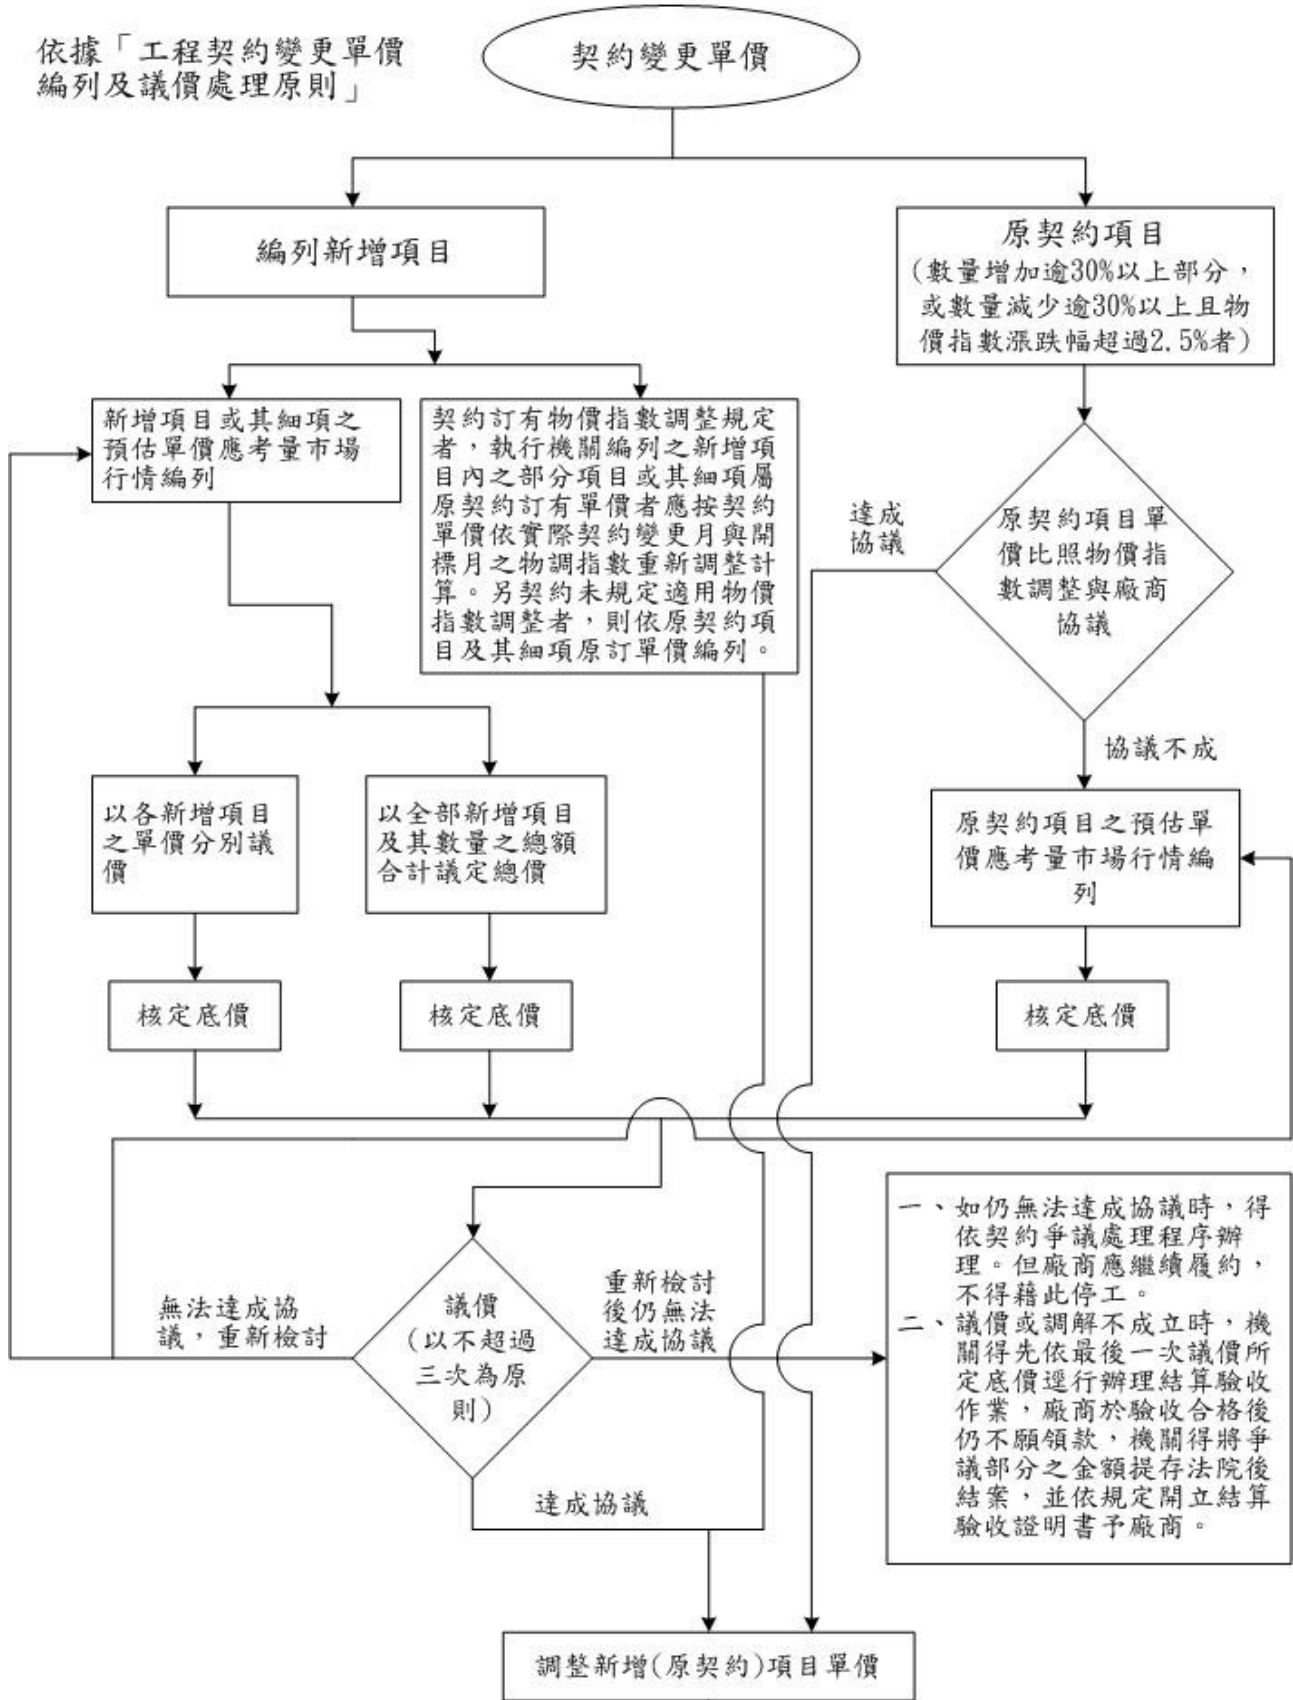 依據「工程契約變更單價
編列及議價處理原則」
契約變更單價
編列新增項目
原契約項目
(數量增加逾30%以上部分，
或數量減少逾30%以上且物
價指數漲跌幅超過2.5%者)
新增項目或其細項之
預估單價應考量市場
行情編列
契約訂有物價指數調整規定
者，執行機關編列之新增項
目內之部分項目或其細項屬
原契約訂有單價者應按契約
單價依實際契約變更月與開
標月之物調指數重新調整計
算。另契約未規定適用物價
指數調整者，則依原契約項
目及其細項原訂單價編列。
達成
協議
原契約項目單
價比照物價指
數調整與廠商
協議
協議不成
以各新增項目
之單價分別議
價
以全部新增項目
及其數量之總額
合計議定總價
原契約項目之預估單
價應考量市場行情編
列
核定底價
核定底價
核定底價
無法達成協
議，重新檢討
議價
(以不超過
三次為原
則)
重新檢討
後仍無法
達成協議
一、如仍無法達成協議時，得
依契約爭議處理程序辦
理。但廠商應繼續履約，
不得藉此停工。
二、議價或調解不成立時，機
關得先依最後一次議價所
定底價逕行辦理結算驗收
作業，廠商於驗收合格後
仍不願領款，機關得將爭
議部分之金額提存法院後
結案，並依規定開立結算
驗收證明書予廠商。
達成協議
調整新增(原契約)項目單價